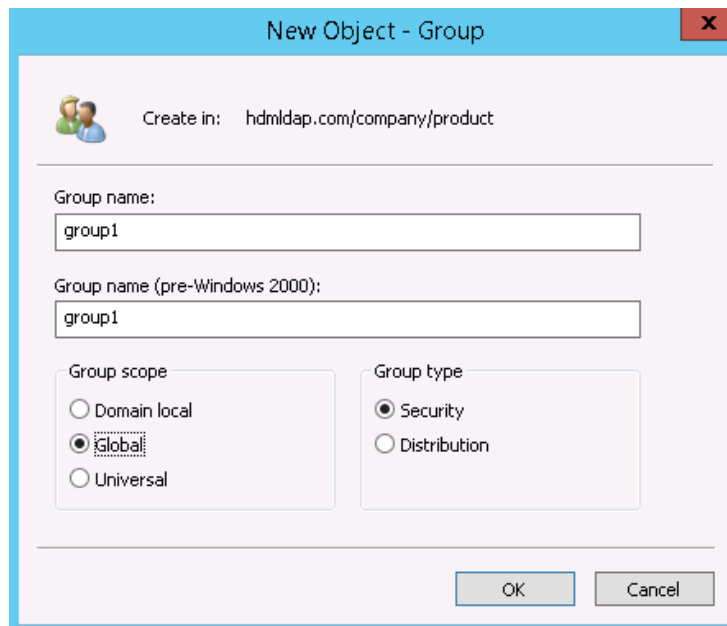 New Object - Group
x
Create in: hdmldap.com/company/product
Group name:
group1
Group name (pre-Windows 2000):
group1
Group scope
Domain local
Global
Universal
Group type
Security
Distribution
OK
Cancel